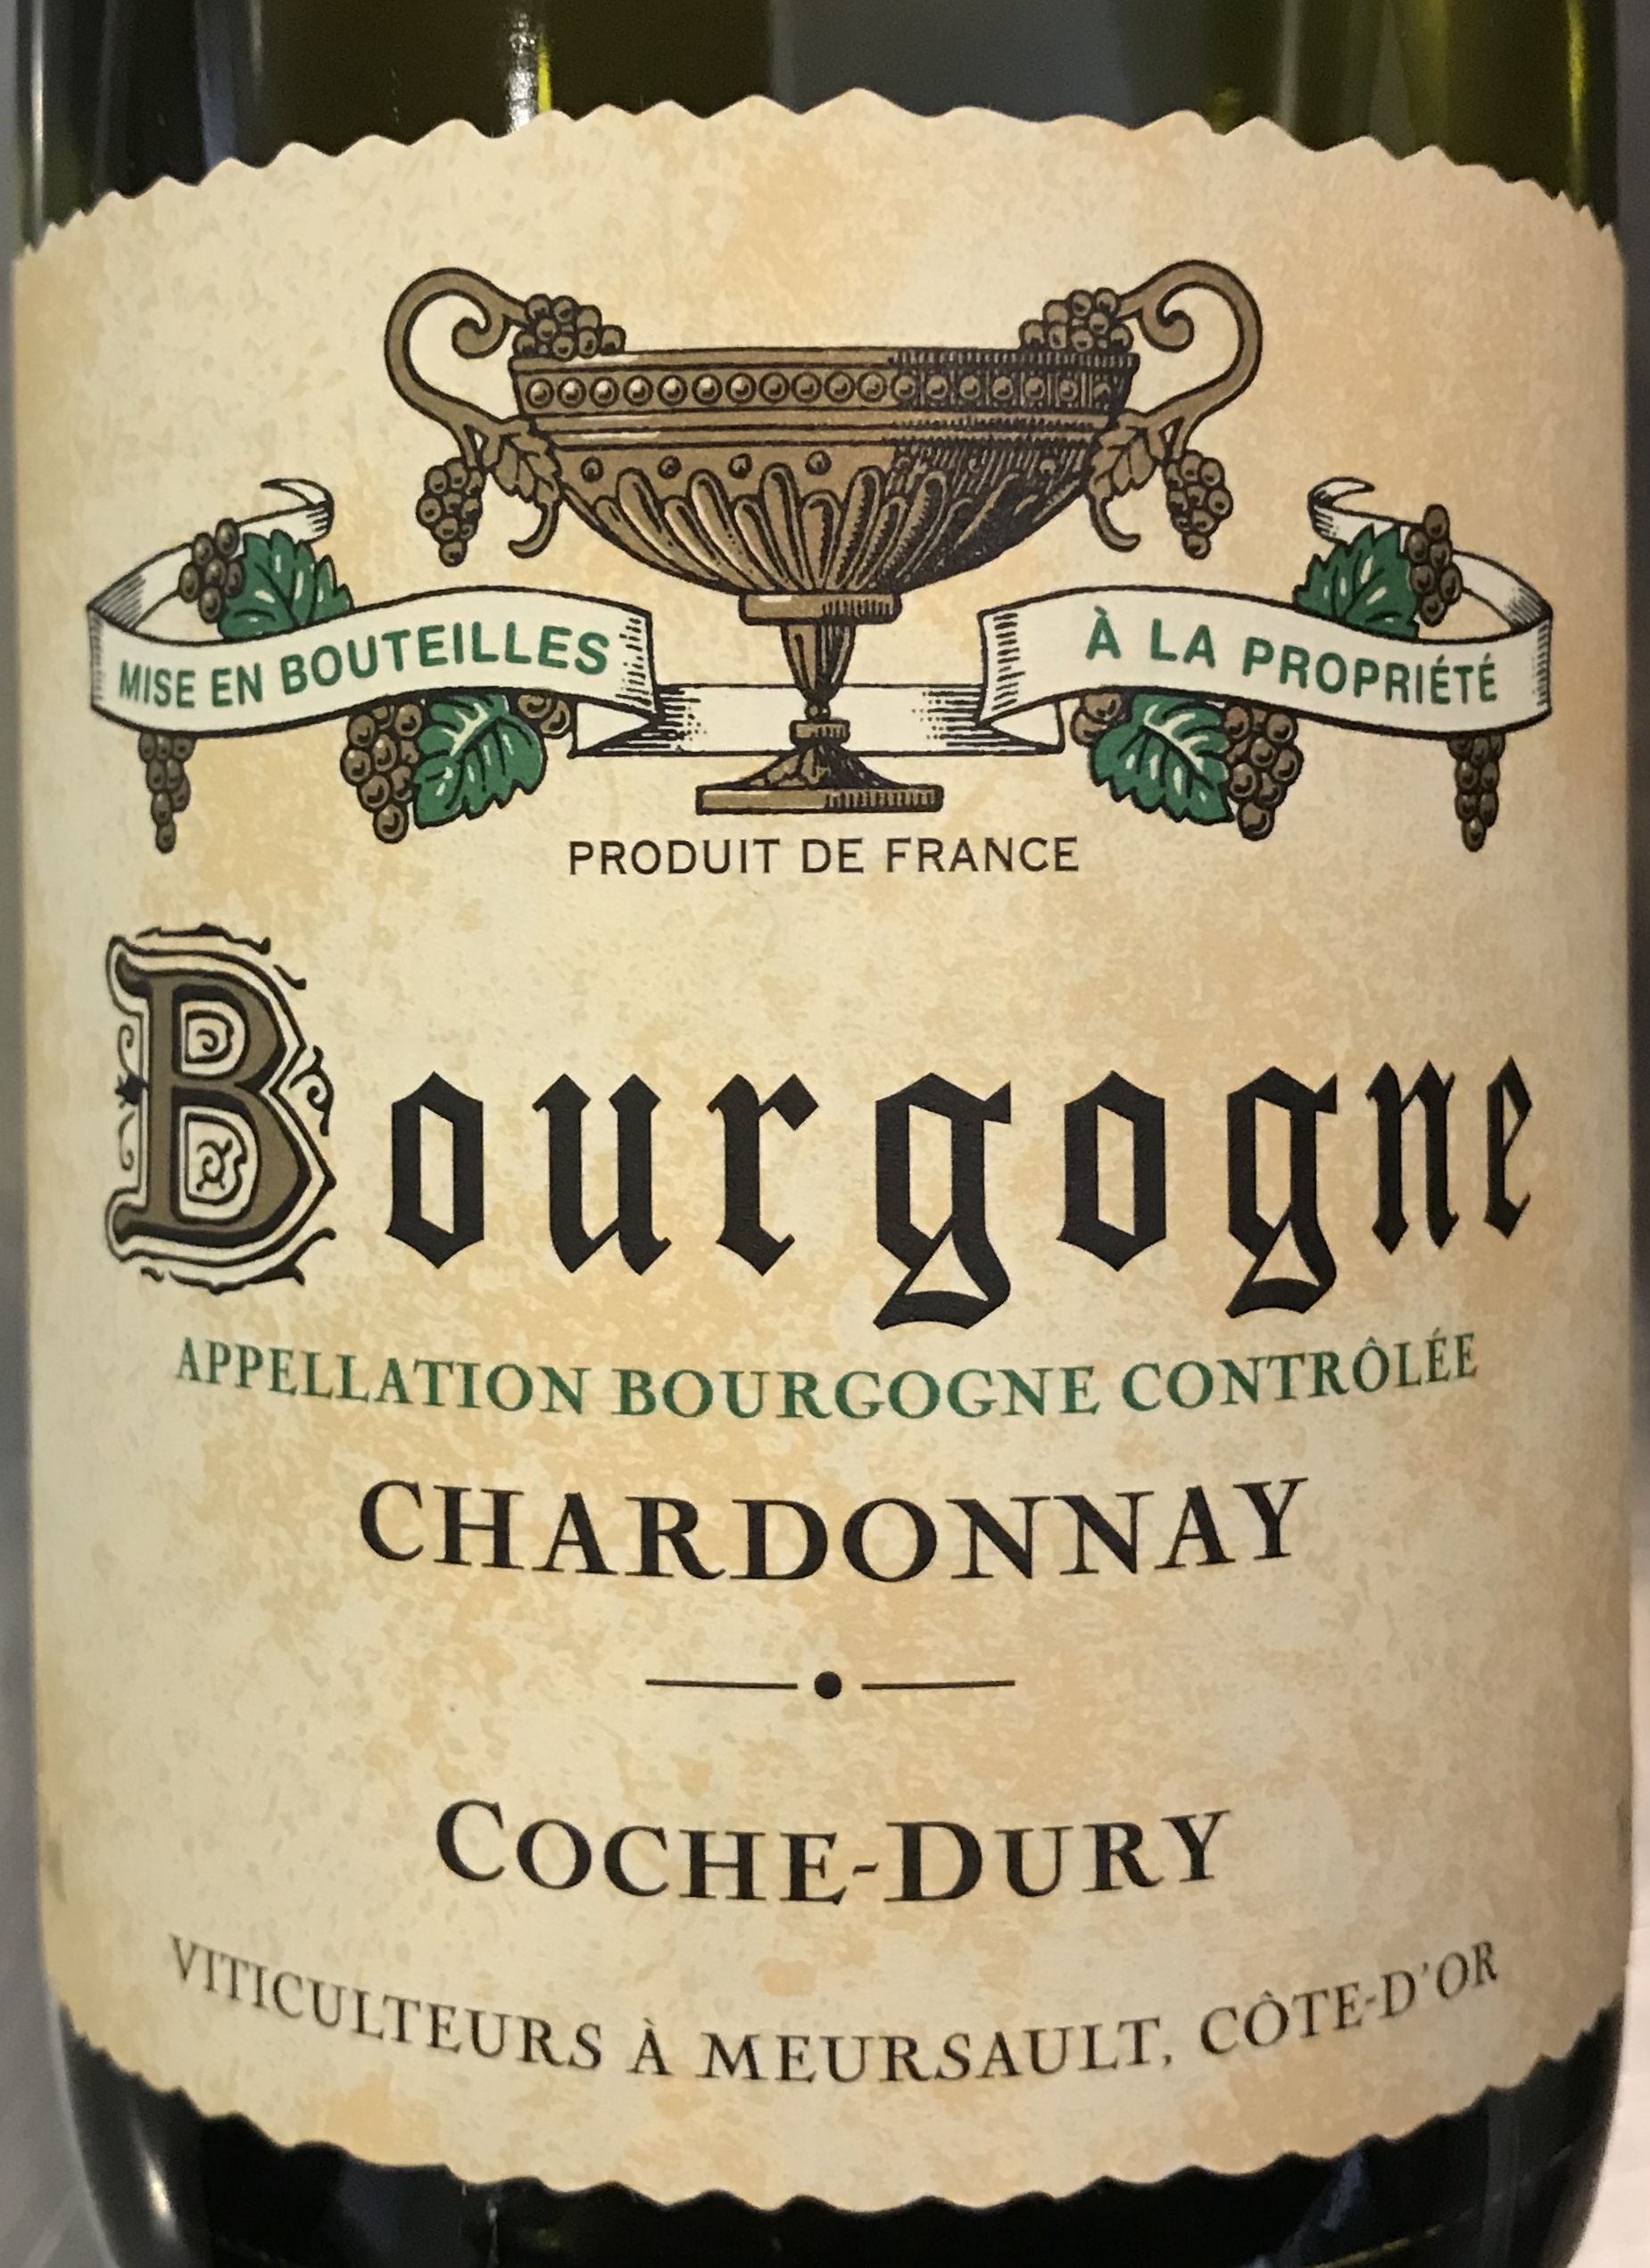 MISE EN BOUTEILLES À LA PROPRIÉTÉ
PRODUIT DE FRANCE
Bourgogne
APPELLATION BOURGOGNE CONTRÔLÉE
CHARDONNAY
COCHE-DURY
VITICULTEURS À MEURSAULT, CÔTE-D'OR